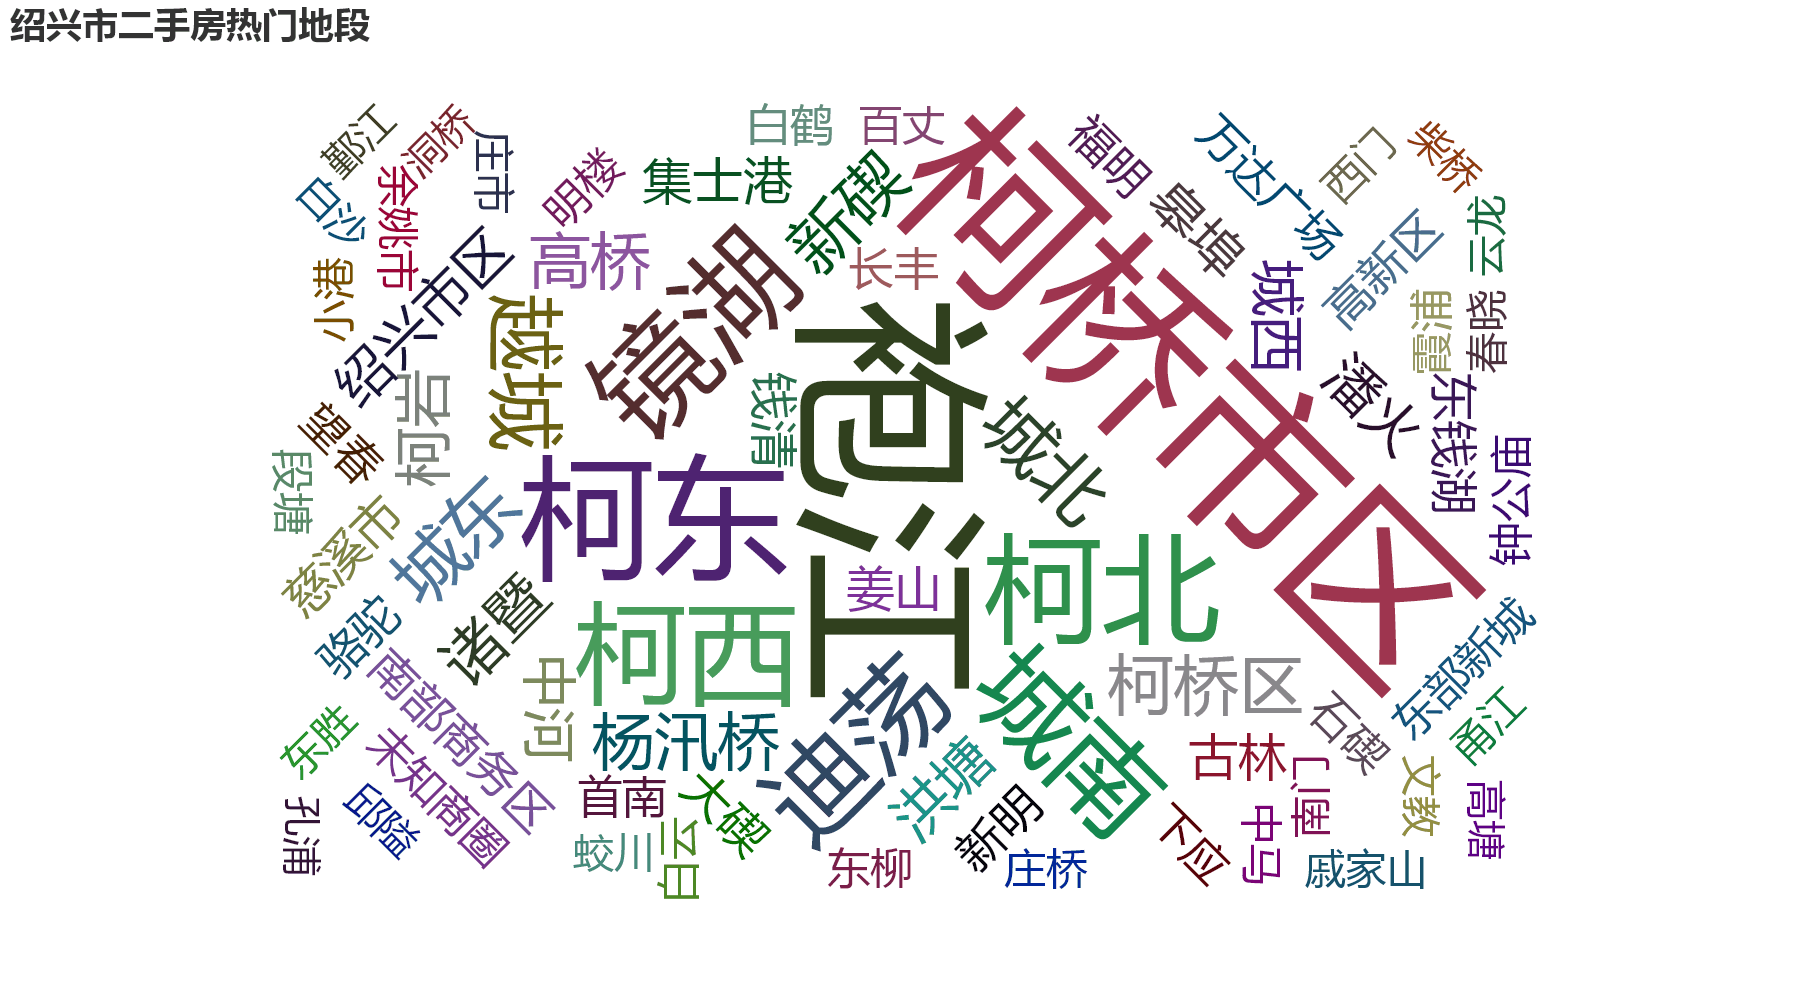 绍兴市二手房热门地段
鄞江
洞桥
庄市
白鹤
百丈
福明
万达广场
西门
柴桥
白沙
余姚市
明楼
集士港
新碶
柯桥市区
皋埠
高新区
云龙
小港
绍兴市区
高桥
镜湖
长丰
城西
霞浦
春晓
越城
袍江
柯岩
钱清
城北
潘火
东钱湖
望春
段塘
柯东
钟公庙
慈溪市
城东
诸暨
柯西
姜山
柯北
骆驼
南部商务区
中河
杨汛桥
迪荡
城南
柯桥区
东部新城
石碶
甬江
东胜
未知商圈
首南
大碶
洪塘
新明
古林
南门
文教
高塘
孔浦
邱隘
蛟川
白云
东柳
庄桥
下应
中马
戚家山